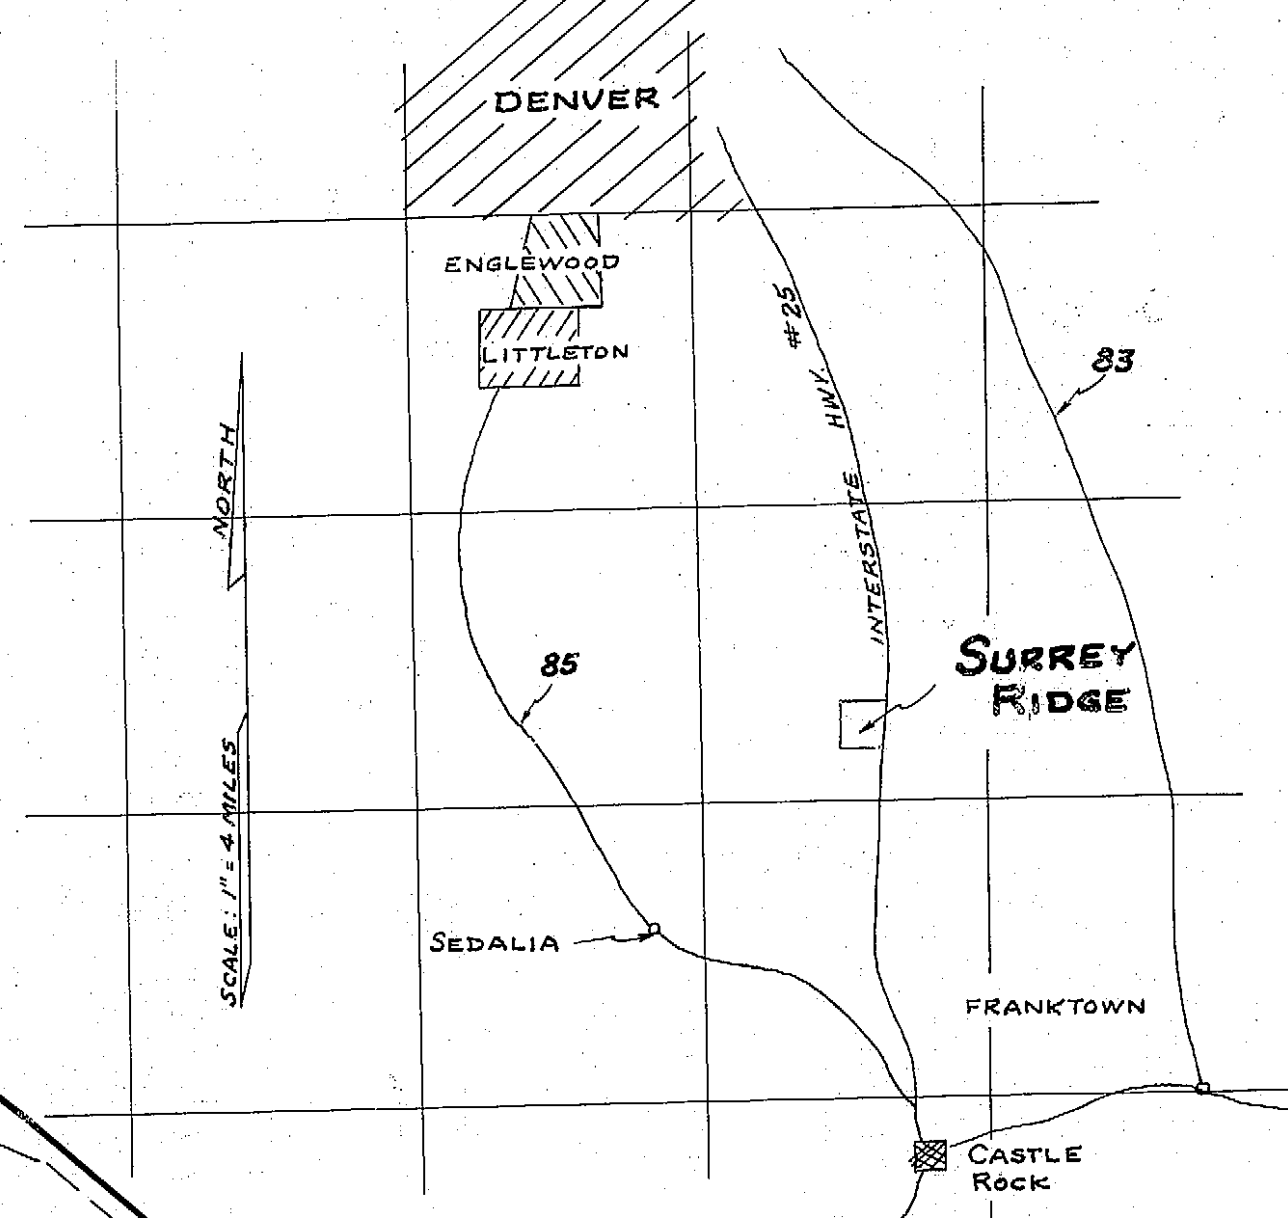 DENVER
ENGLEWOOD
LITTLETON
#25
HWY.
INTERSTATE
83
NORTH
SURREY
RIDGE
85
SCALE: 1" = 4 MILES
SEDALIA
FRANKTOWN
CASTLE
ROCK